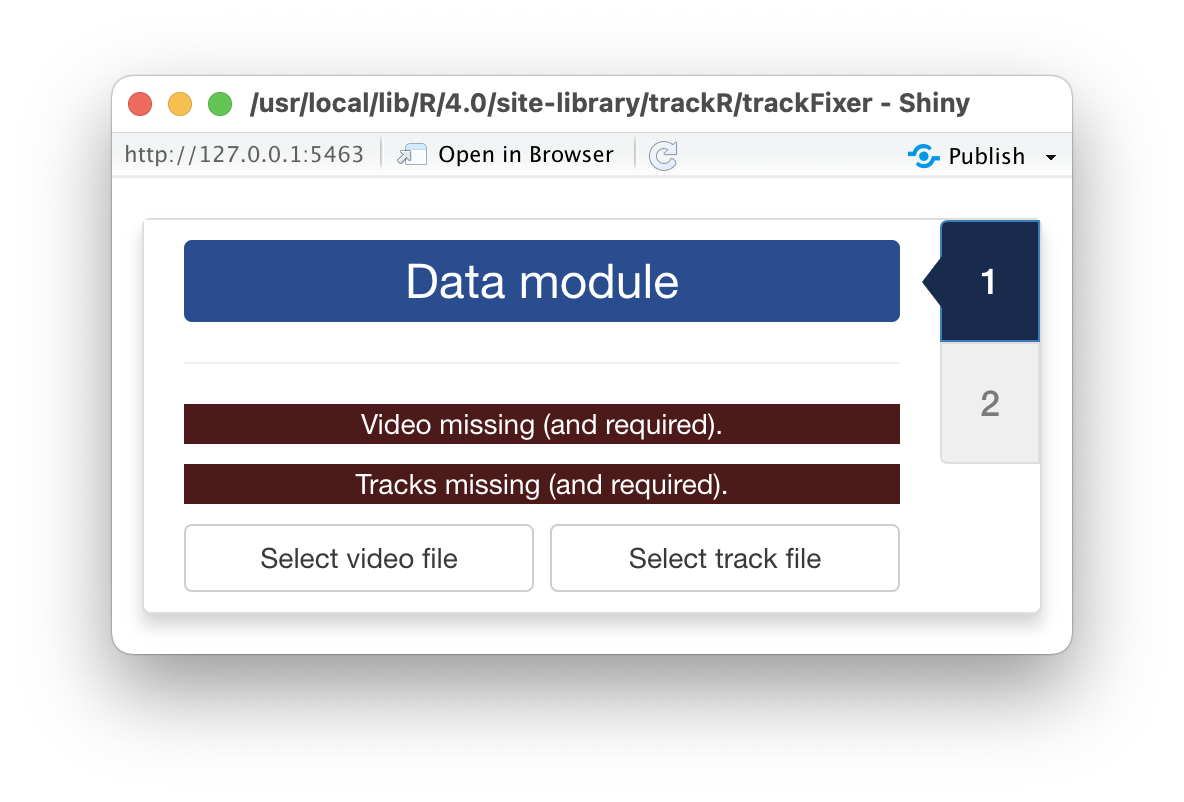 /usr/local/lib/R/4.0/site-library/trackR/trackFixer - Shiny
http://127.0.0.1:5463 Open in Browser Publish
Data module
1
2
Video missing (and required).
Tracks missing (and required).
Select video file Select track file